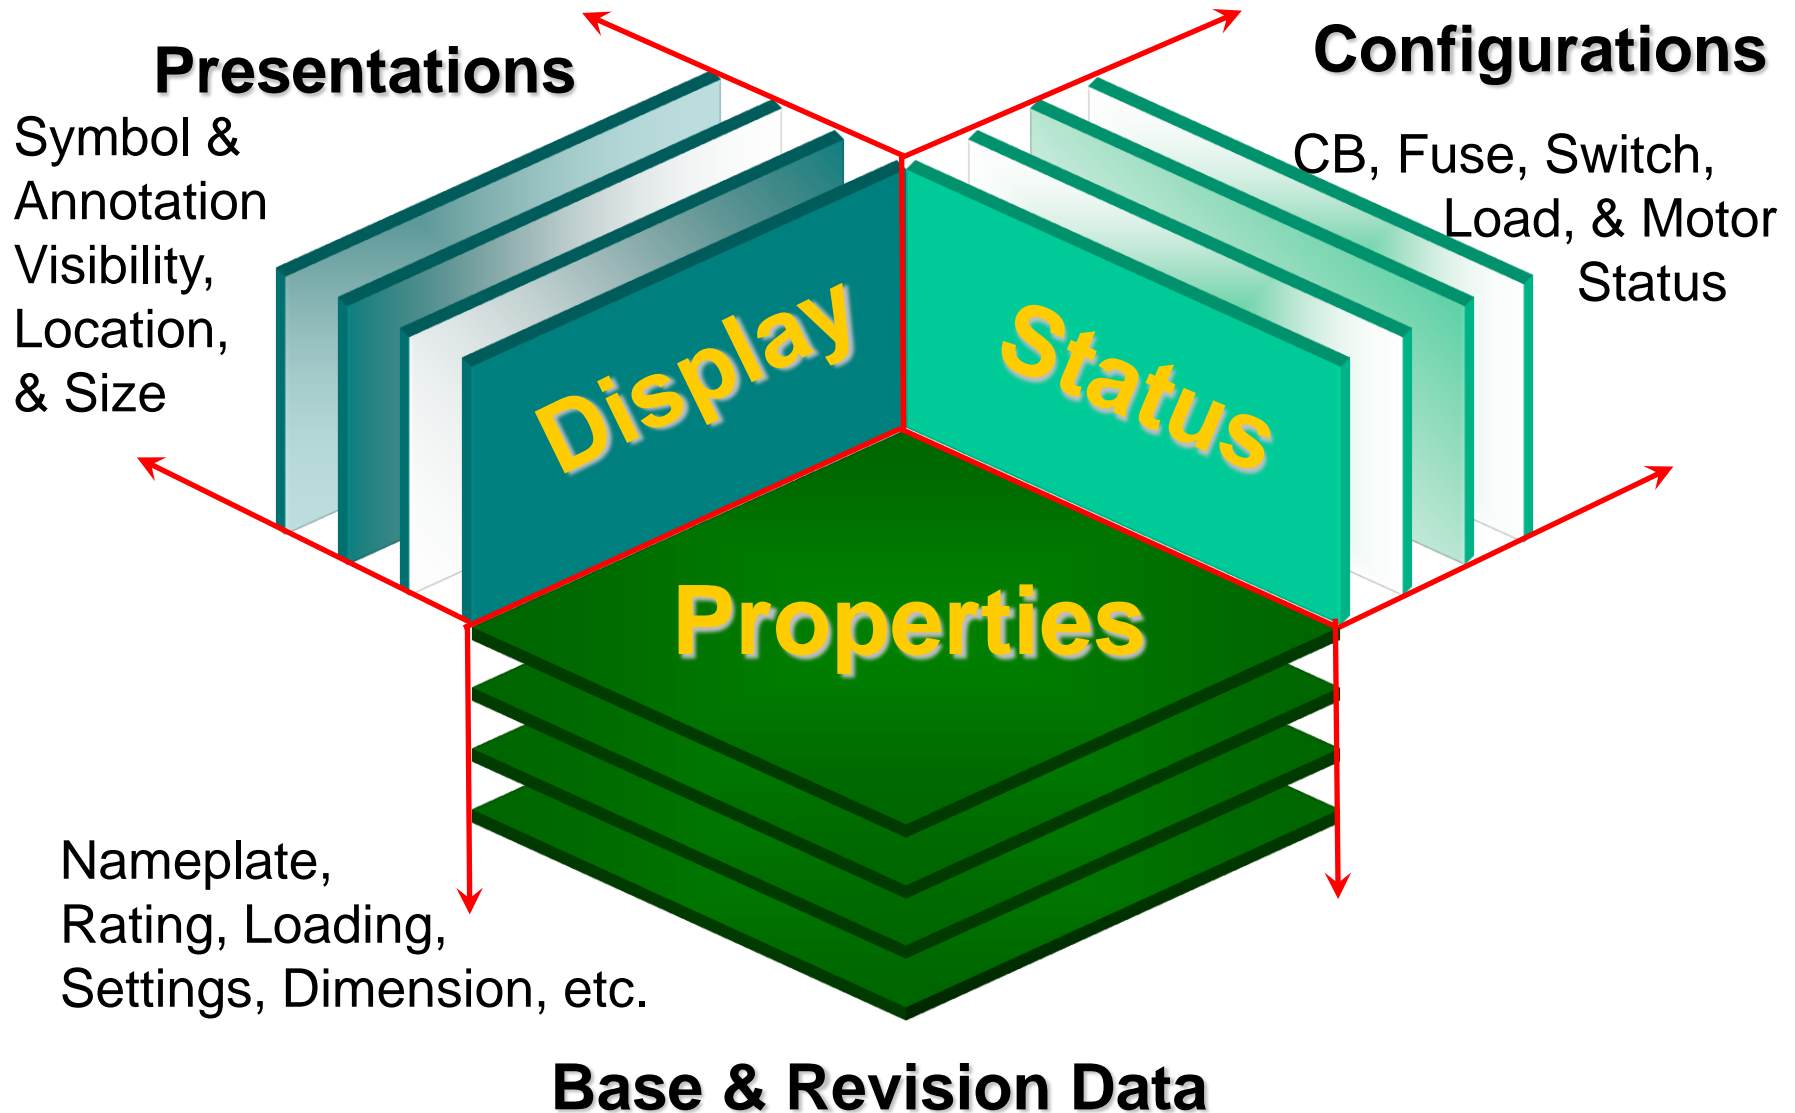 Presentations
Symbol &
Annotation
Visibility,
Location,
& Size
Configurations
CB, Fuse, Switch,
Load, & Motor
Status
Display
Status
Properties
Nameplate,
Rating, Loading,
Settings, Dimension, etc.
Base & Revision Data